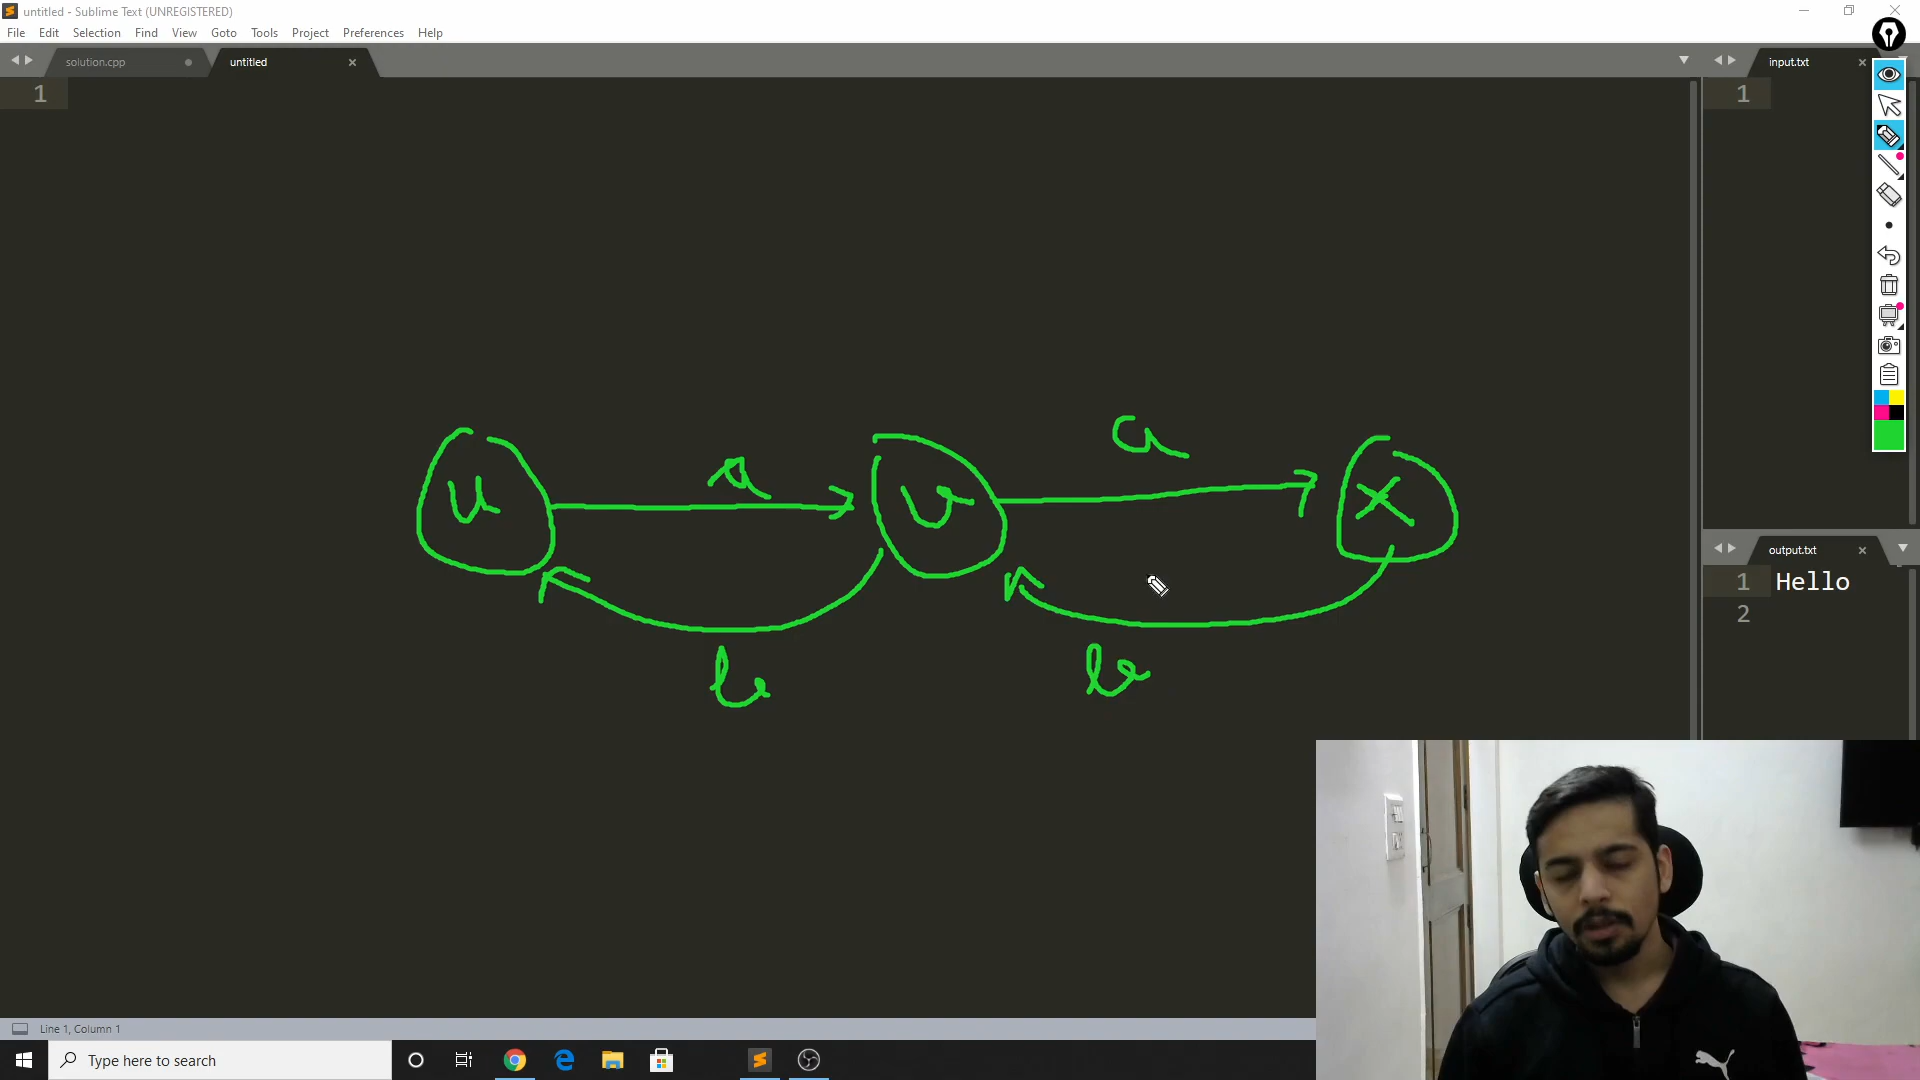 untitled - Sublime Text (UNREGISTERED)
File Edit Selection Find View Goto Tools Project Preferences Help
solution.cpp untitled input.txt
1 1
a
a
u v x
b b
output.txt
1 Hello
2
Line 1, Column 1
Type here to search